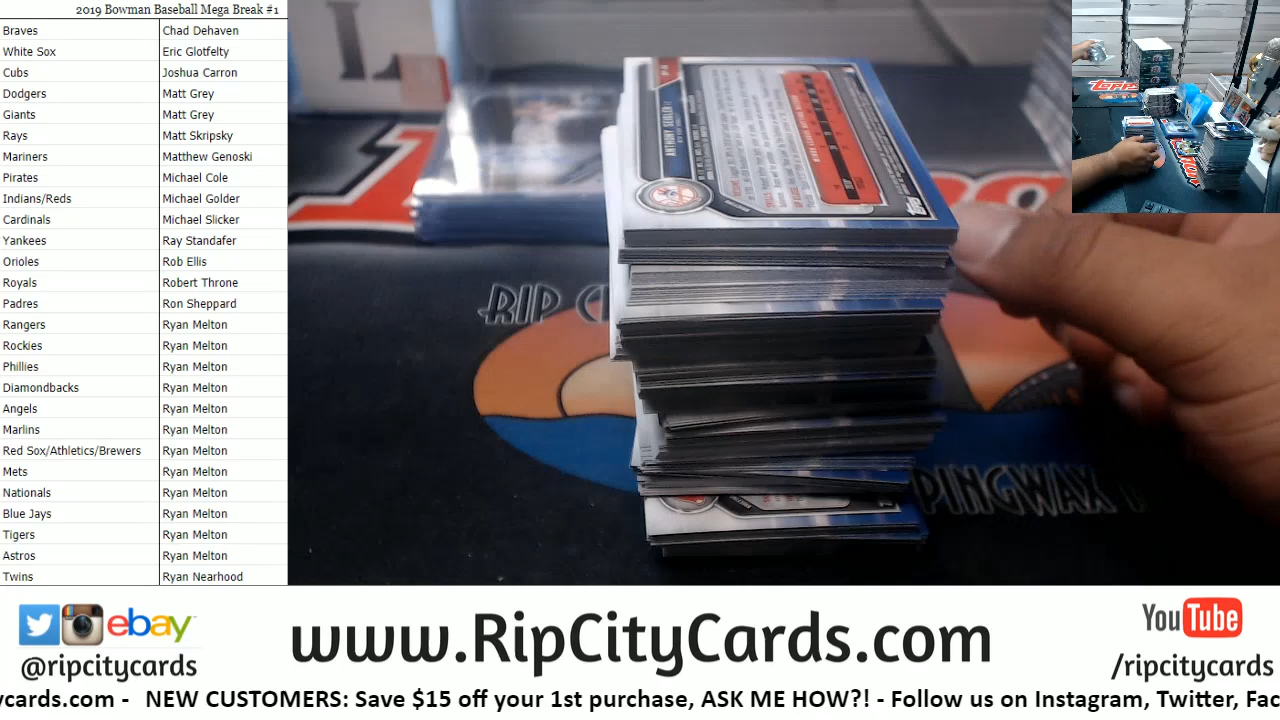 2019 Bowman Baseball Mega Break #1
Braves Chad Dehaven
White Sox Eric Glotfelty
Cubs Joshua Carron
Dodgers Matt Grey
Giants Matt Grey
Rays Matt Skripsky
Mariners Matthew Genoski
Pirates Michael Cole
Indians/Reds Michael Golder
Cardinals Michael Slicker
Yankees Ray Standafer
Orioles Rob Ellis
Royals Robert Throne
Padres Ron Sheppard
Rangers Ryan Melton
Rockies Ryan Melton
Phillies Ryan Melton
Diamondbacks Ryan Melton
Angels Ryan Melton
Marlins Ryan Melton
Red Sox/Athletics/Brewers Ryan Melton
Mets Ryan Melton
Nationals Ryan Melton
Blue Jays Ryan Melton
Tigers Ryan Melton
Astros Ryan Melton
Twins Ryan Nearhood
ANTHONY SEIGLER
Topps
RIP C
PINGWAX
Topps
ebay
@ripcitycards
www.RipCityCards.com
YouTube
/ripcitycards
ycards.com - NEW CUSTOMERS: Save $15 off your 1st purchase, ASK ME HOW?! - Follow us on Instagram, Twitter, Fac